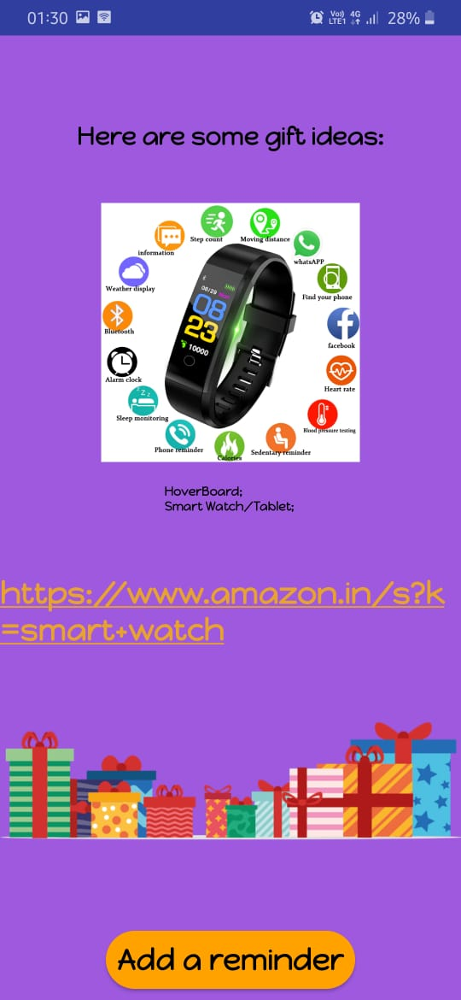 01:30 Vo) LTE1 4G 28%
Here are some gift ideas:
Step count
Moving distance
information
whatsAPP
Weather display
Find your phone
Bluetooth
facebook
Alarm clock
Heart rate
Sleep monitoring
Blood pressure testing
Phone reminder
Sedentary reminder
Calories
08/29
08
23
10000
HoverBoard;
Smart Watch/Tablet;
https://www.amazon.in/s?k
=smart+watch
Add a reminder